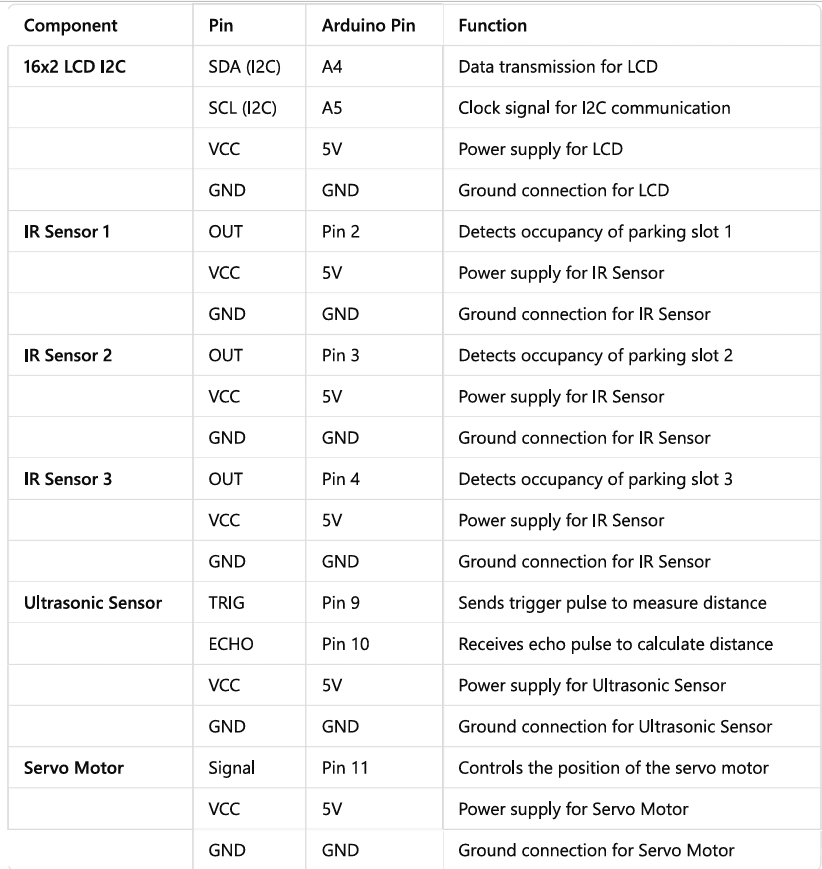 Component Pin Arduino Pin Function
16x2 LCD I2C SDA (I2C) A4 Data transmission for LCD
SCL (I2C) A5 Clock signal for I2C communication
VCC 5V Power supply for LCD
GND GND Ground connection for LCD
IR Sensor 1 OUT Pin 2 Detects occupancy of parking slot 1
VCC 5V Power supply for IR Sensor
GND GND Ground connection for IR Sensor
IR Sensor 2 OUT Pin 3 Detects occupancy of parking slot 2
VCC 5V Power supply for IR Sensor
GND GND Ground connection for IR Sensor
IR Sensor 3 OUT Pin 4 Detects occupancy of parking slot 3
VCC 5V Power supply for IR Sensor
GND GND Ground connection for IR Sensor
Ultrasonic Sensor TRIG Pin 9 Sends trigger pulse to measure distance
ECHO Pin 10 Receives echo pulse to calculate distance
VCC 5V Power supply for Ultrasonic Sensor
GND GND Ground connection for Ultrasonic Sensor
Servo Motor Signal Pin 11 Controls the position of the servo motor
VCC 5V Power supply for Servo Motor
GND GND Ground connection for Servo Motor